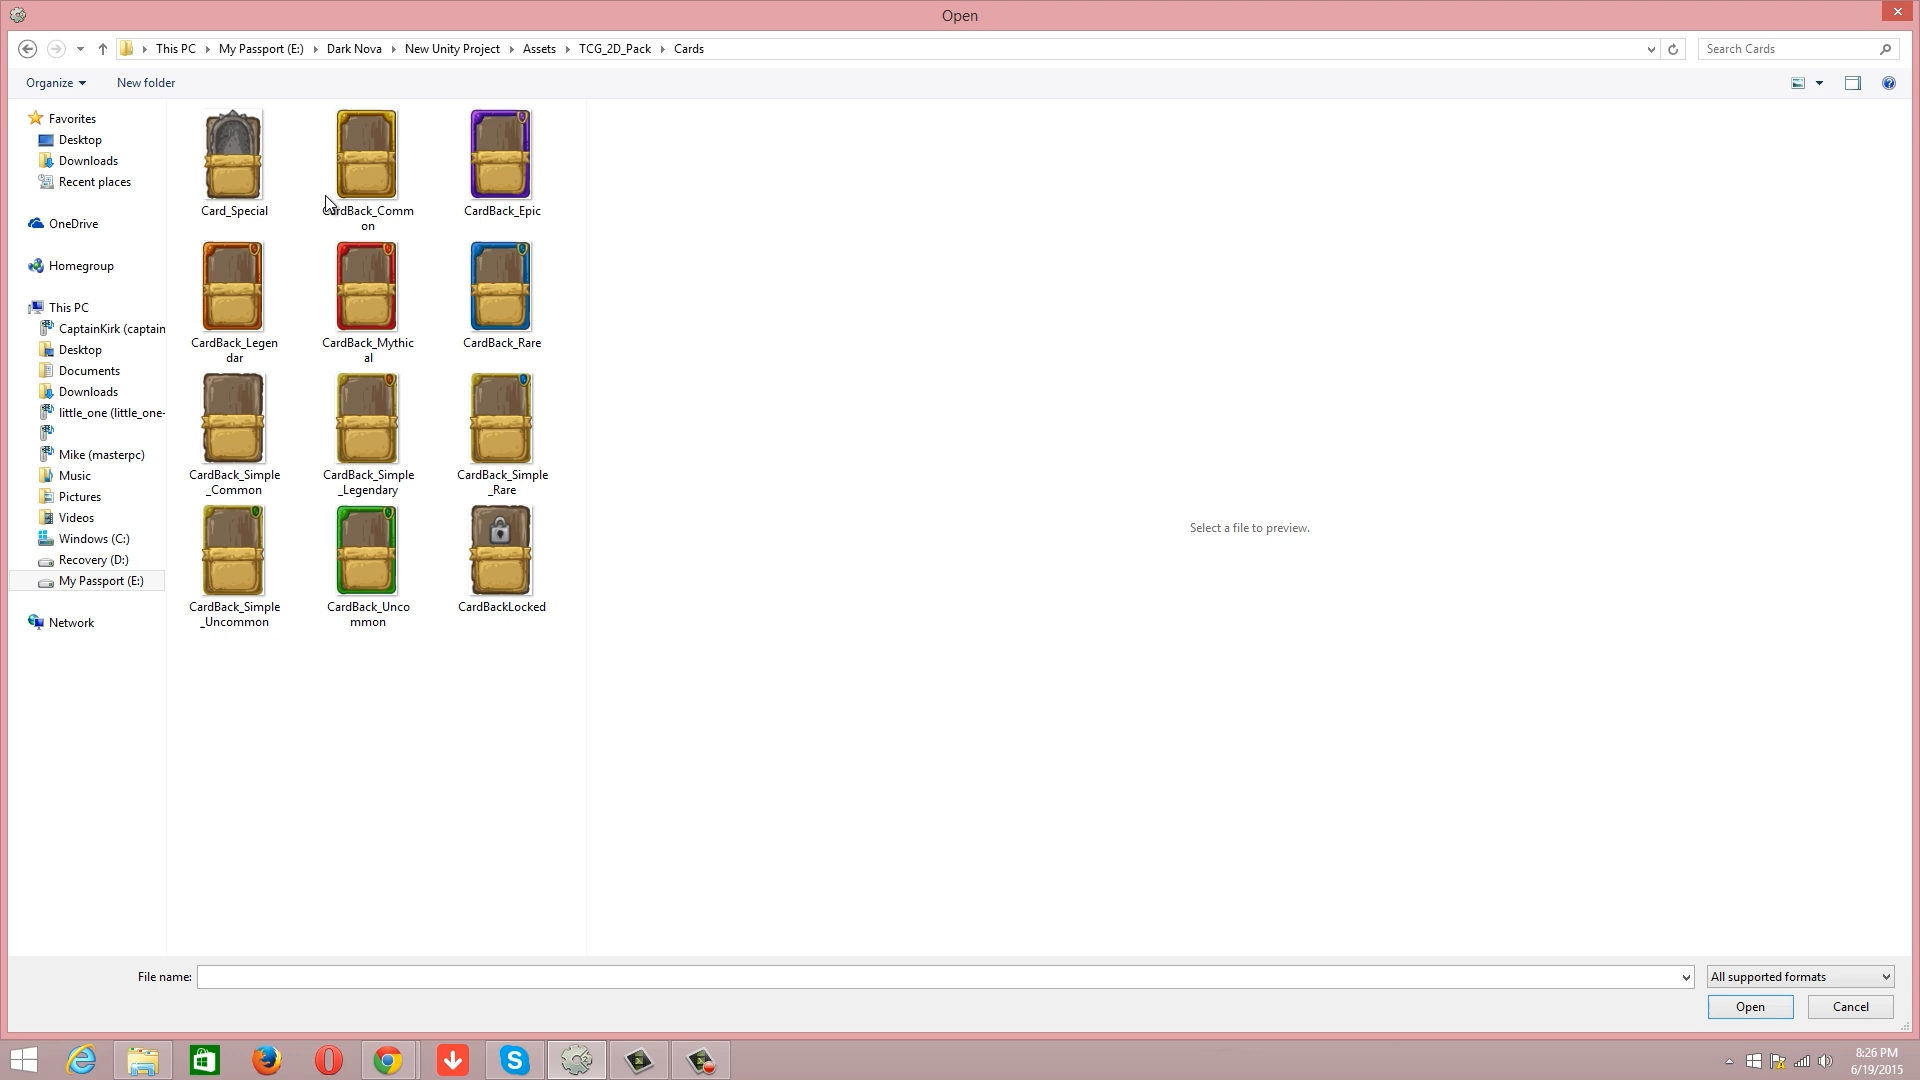 Open
This PC My Passport (E:) Dark Nova New Unity Project Assets TCG_2D_Pack Cards
Search Cards
Organize New folder
Favorites
Desktop
Downloads
Recent places
OneDrive
Homegroup
This PC
CaptainKirk (captain
Desktop
Documents
Downloads
little_one (little_one-
Mike (masterpc)
Music
Pictures
Videos
Windows (C:)
Recovery (D:)
My Passport (E:)
Network
Card_Special
CardBack_Comm
on
CardBack_Epic
CardBack_Legen
dar
CardBack_Mythic
al
CardBack_Rare
CardBack_Simple
_Common
CardBack_Simple
_Legendary
CardBack_Simple
_Rare
CardBack_Simple
_Uncommon
CardBack_Unco
mmon
CardBackLocked
Select a file to preview.
File name:
All supported formats
Open Cancel
8:26 PM
6/19/2015